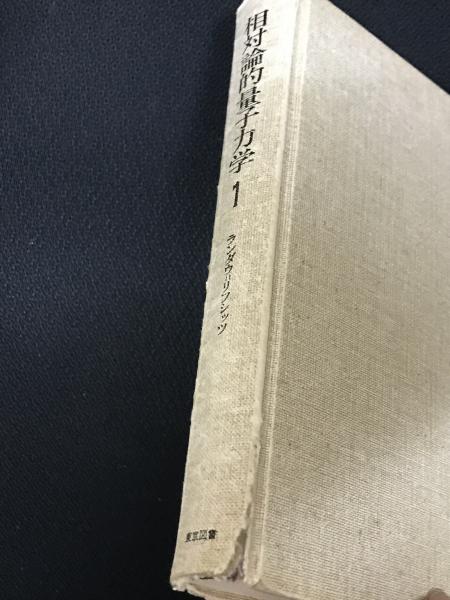 相対論的量子力学 1
ランダウ=リフシッツ
東京図書